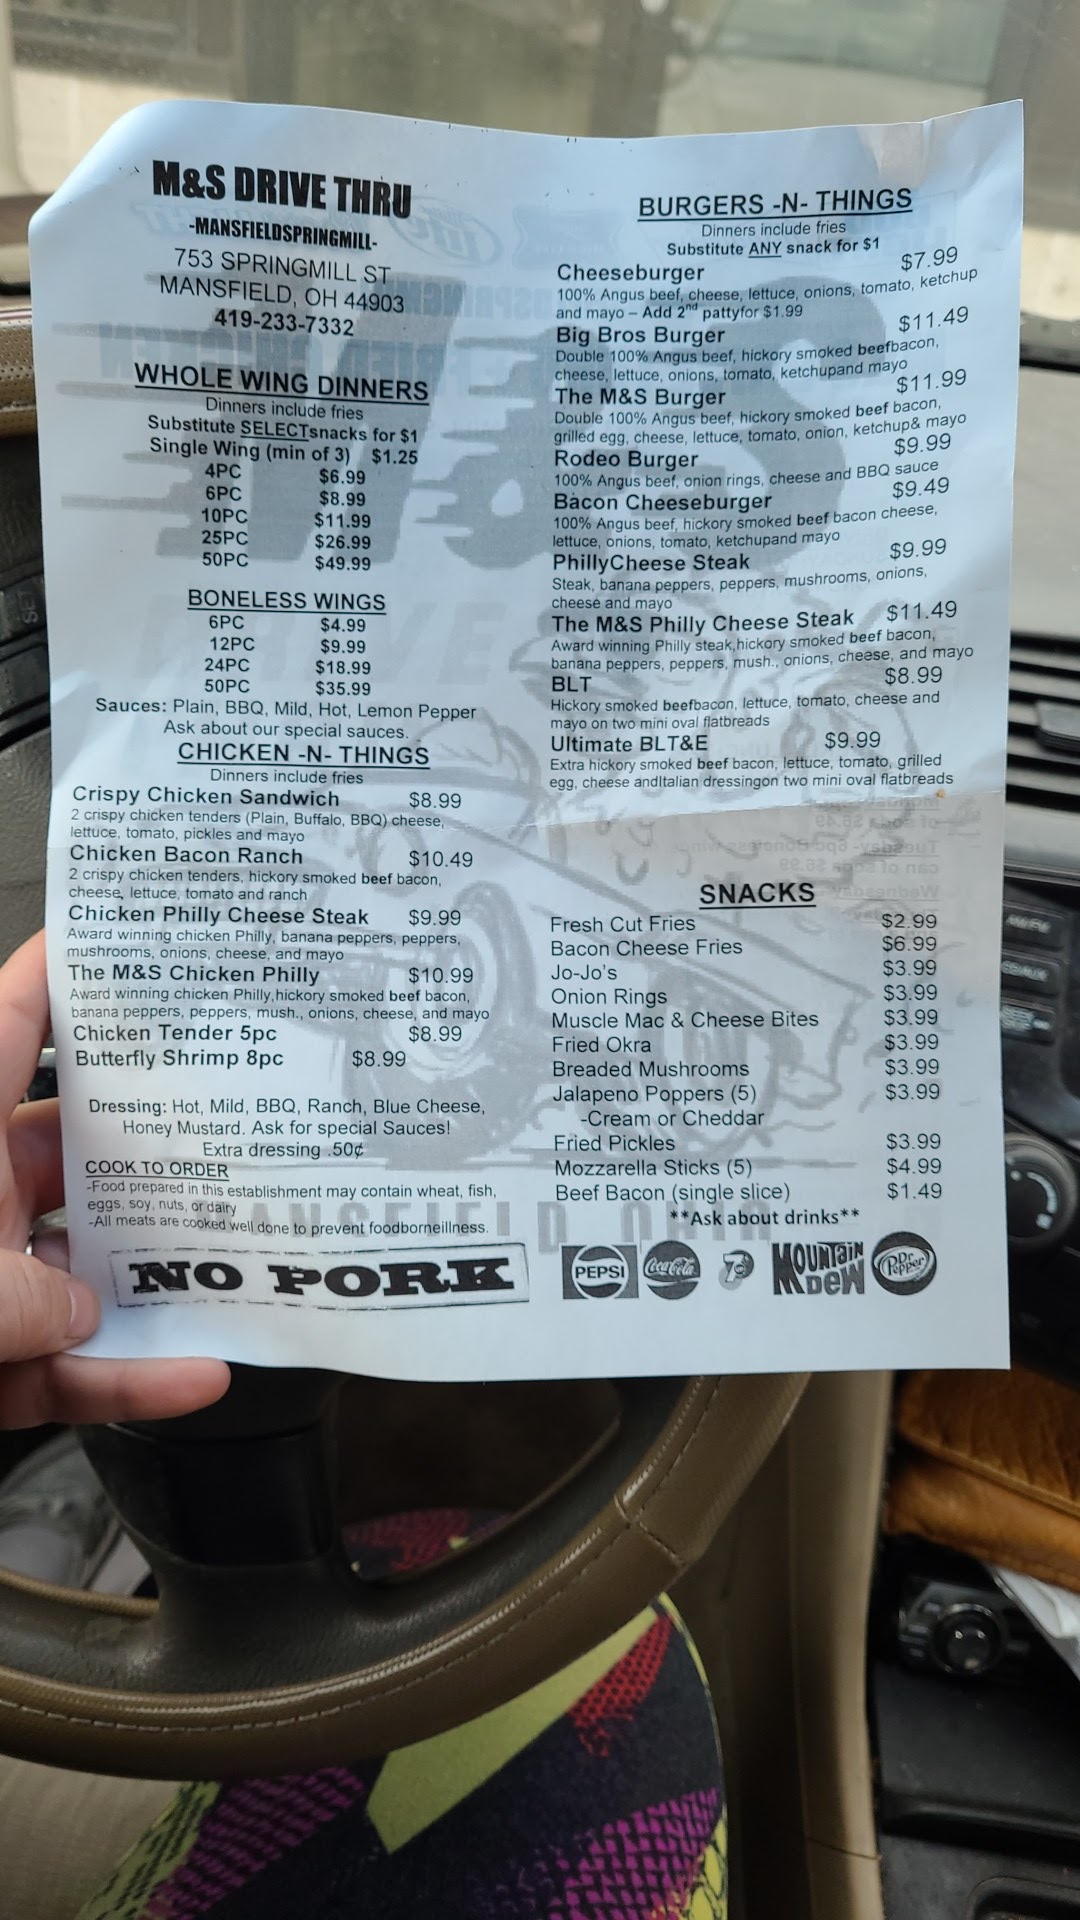 M&S DRIVE THRU
-MANSFIELDSPRINGMILL-
753 SPRINGMILL ST
MANSFIELD, OH 44903
419-233-7332
WHOLE WING DINNERS
Dinners include fries
Substitute SELECTsnacks for $1
Single Wing (min of 3) $1.25
4PC $6.99
6PC $8.99
10PC $11.99
25PC $26.99
50PC $49.99
BONELESS WINGS
6PC $4.99
12PC $9.99
24PC $18.99
50PC $35.99
Sauces: Plain, BBQ, Mild, Hot, Lemon Pepper
Ask about our special sauces.
CHICKEN -N- THINGS
Dinners include fries
Crispy Chicken Sandwich $8.99
2 crispy chicken tenders (Plain, Buffalo, BBQ) cheese,
lettuce, tomato, pickles and mayo
Chicken Bacon Ranch $10.49
2 crispy chicken tenders, hickory smoked beef bacon,
cheese, lettuce, tomato and ranch
Chicken Philly Cheese Steak $9.99
Award winning chicken Philly, banana peppers, peppers,
mushrooms, onions, cheese, and mayo
The M&S Chicken Philly $10.99
Award winning chicken Philly,hickory smoked beef bacon,
banana peppers, peppers, mush., onions, cheese, and mayo
Chicken Tender 5pc $8.99
Butterfly Shrimp 8pc $8.99
Dressing: Hot, Mild, BBQ, Ranch, Blue Cheese,
Honey Mustard. Ask for special Sauces!
Extra dressing .50¢
COOK TO ORDER
-Food prepared in this establishment may contain wheat, fish,
eggs, soy, nuts, or dairy
-All meats are cooked well done to prevent foodborneillness.
NO PORK
BURGERS -N- THINGS
Dinners include fries
Substitute ANY snack for $1
Cheeseburger $7.99
100% Angus beef, cheese, lettuce, onions, tomato, ketchup
and mayo – Add 2nd pattyfor $1.99
Big Bros Burger $11.49
Double 100% Angus beef, hickory smoked beefbacon,
cheese, lettuce, onions, tomato, ketchupand mayo
The M&S Burger $11.99
Double 100% Angus beef, hickory smoked beef bacon,
grilled egg, cheese, lettuce, tomato, onion, ketchup& mayo
Rodeo Burger $9.99
100% Angus beef, onion rings, cheese and BBQ sauce
Bacon Cheeseburger $9.49
100% Angus beef, hickory smoked beef bacon cheese,
lettuce, onions, tomato, ketchupand mayo
PhillyCheese Steak $9.99
Steak, banana peppers, peppers, mushrooms, onions,
cheese and mayo
The M&S Philly Cheese Steak $11.49
Award winning Philly steak,hickory smoked beef bacon,
banana peppers, peppers, mush., onions, cheese, and mayo
BLT $8.99
Hickory smoked beefbacon, lettuce, tomato, cheese and
mayo on two mini oval flatbreads
Ultimate BLT&E $9.99
Extra hickory smoked beef bacon, lettuce, tomato, grilled
egg, cheese andItalian dressingon two mini oval flatbreads
SNACKS
Fresh Cut Fries $2.99
Bacon Cheese Fries $6.99
Jo-Jo's $3.99
Onion Rings $3.99
Muscle Mac & Cheese Bites $3.99
Fried Okra $3.99
Breaded Mushrooms $3.99
Jalapeno Poppers (5) $3.99
-Cream or Cheddar
Fried Pickles $3.99
Mozzarella Sticks (5) $4.99
Beef Bacon (single slice) $1.49
**Ask about drinks**
PEPSI Coca-Cola 7up MOUNTAIN DEW Dr Pepper